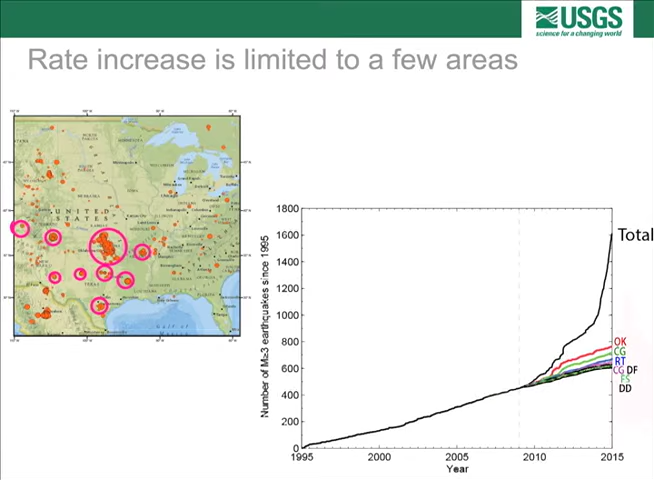 USGS
science for a changing world
Rate increase is limited to a few areas
UNITED
STATES
Number of M≥3 earthquakes since 1995
1800
1600
1400
1200
1000
800
600
400
200
0
1995
2000
2005
2010
2015
Year
Total
OK
CG
RT
CG DF
FS
DD